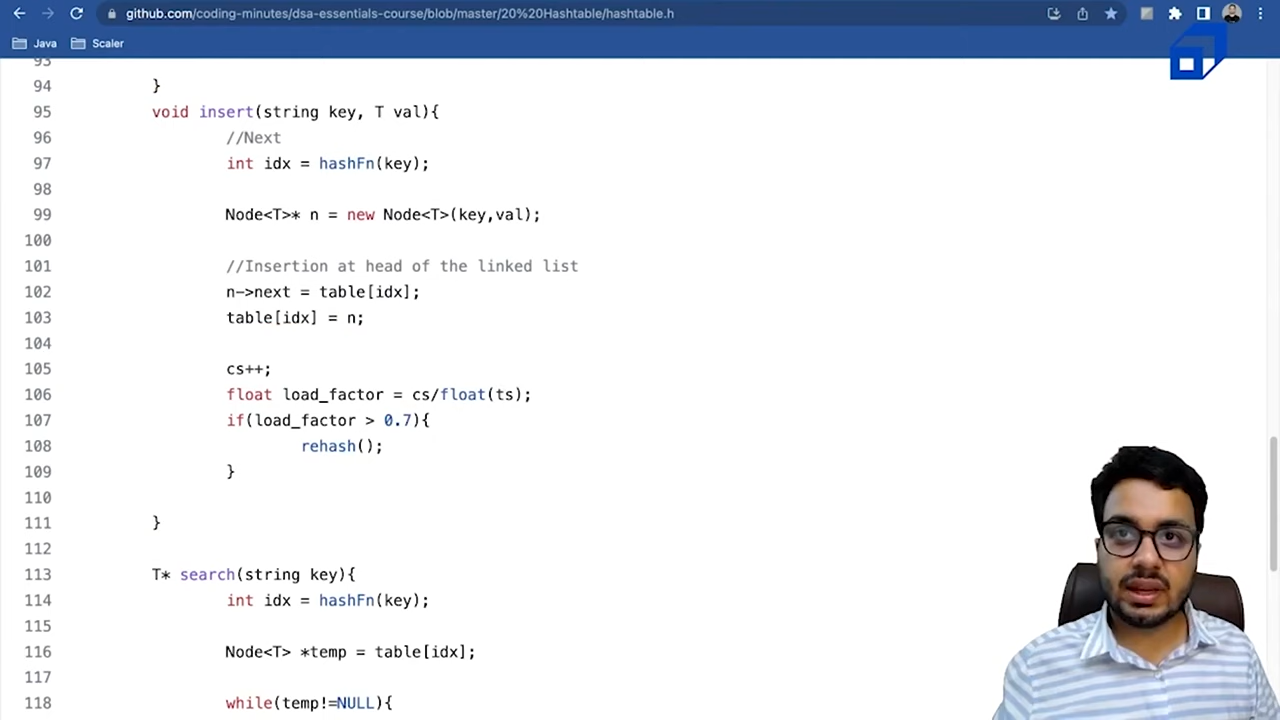 github.com/coding-minutes/dsa-essentials-course/blob/master/20%20Hashtable/hashtable.h
Java Scaler
93
94 }
95 void insert(string key, T val){
96 //Next
97 int idx = hashFn(key);
98
99 Node<T>* n = new Node<T>(key,val);
100
101 //Insertion at head of the linked list
102 n->next = table[idx];
103 table[idx] = n;
104
105 cs++;
106 float load_factor = cs/float(ts);
107 if(load_factor > 0.7){
108 rehash();
109 }
110
111 }
112
113 T* search(string key){
114 int idx = hashFn(key);
115
116 Node<T> *temp = table[idx];
117
118 while(temp!=NULL){